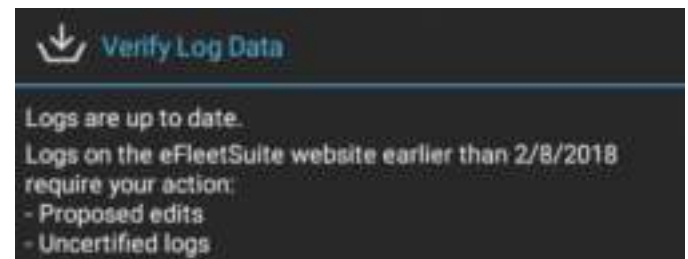 Verify Log Data
Logs are up to date.
Logs on the eFleetSuite website earlier than 2/8/2018
require your action:
- Proposed edits
- Uncertified logs